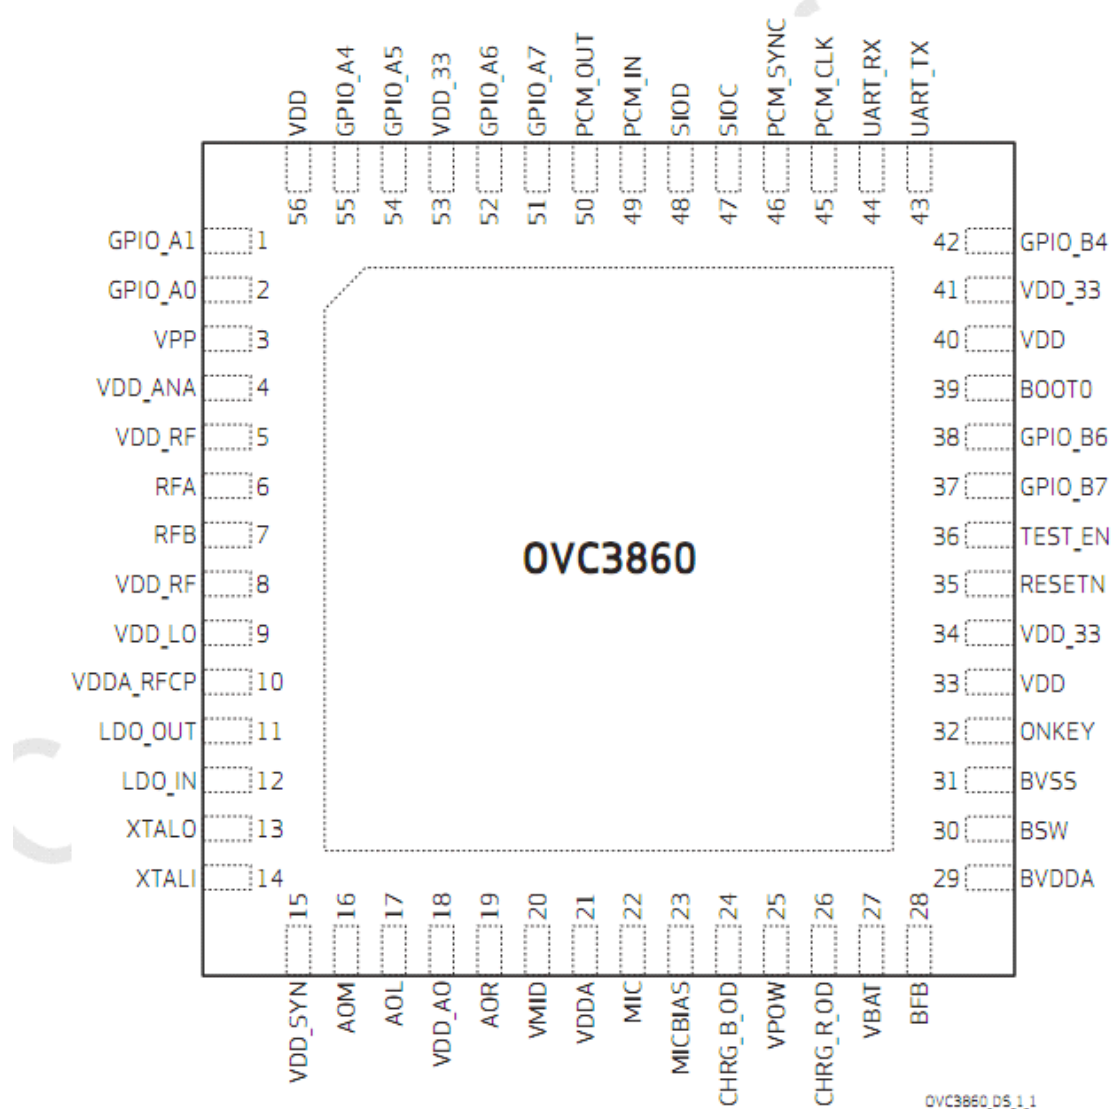 VDD
GPIO_A4
GPIO_A5
VDD_33
GPIO_A6
GPIO_A7
PCM_OUT
PCM_IN
SIOD
SIOC
PCM_SYNC
PCM_CLK
UART_RX
UART_TX
56 55 54 53 52 51 50 49 48 47 46 45 44 43
GPIO_A1 1
GPIO_A0 2
VPP 3
VDD_ANA 4
VDD_RF 5
RFA 6
RFB 7
VDD_RF 8
VDD_LO 9
VDDA_RFCP 10
LDO_OUT 11
LDO_IN 12
XTALO 13
XTALI 14
OVC3860
42 GPIO_B4
41 VDD_33
40 VDD
39 BOOT0
38 GPIO_B6
37 GPIO_B7
36 TEST_EN
35 RESETN
34 VDD_33
33 VDD
32 ONKEY
31 BVSS
30 BSW
29 BVDDA
15 16 17 18 19 20 21 22 23 24 25 26 27 28
VDD_SYN
AOM
AOL
VDD_AO
AOR
VMID
VDDA
MIC
MICBIAS
CHRG_B_OD
VPOW
CHRG_R_OD
VBAT
BFB
OVC3860_DS_1_1